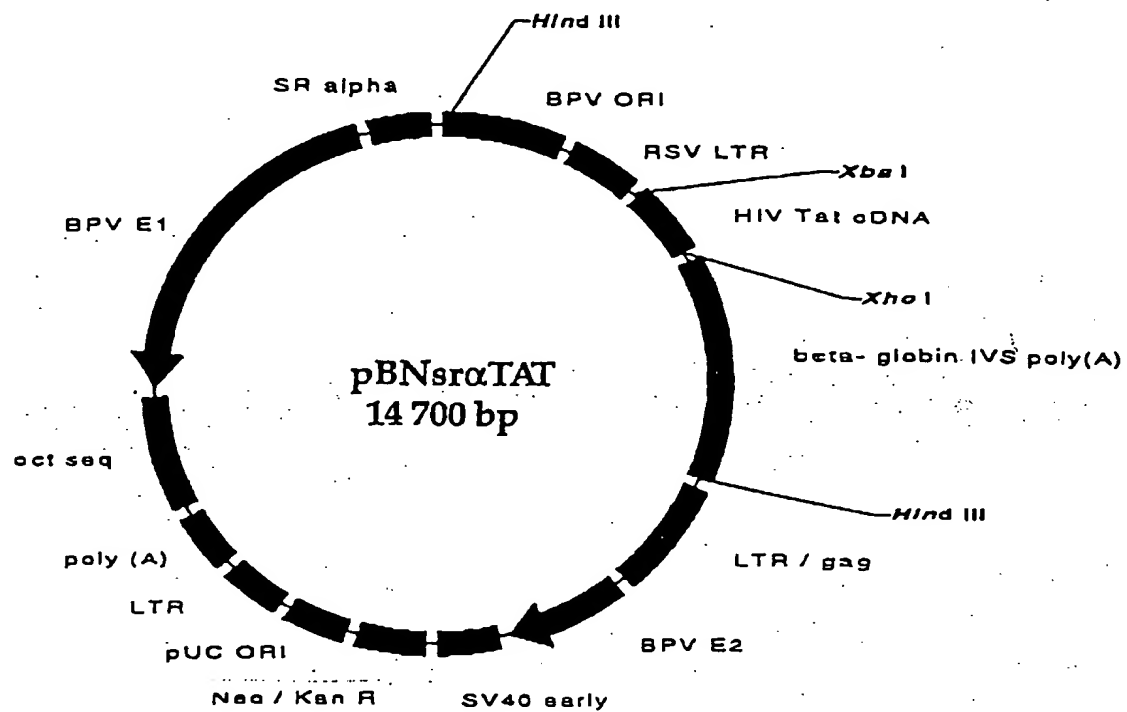 Hind III
SR alpha
BPV ORI
RSV LTR
Xba I
BPV E1
HIV Tat cDNA
Xho I
beta- globin IVS poly(A)
pBNsrαTAT
14 700 bp
oct seq
Hind III
poly (A)
LTR / gag
LTR
pUC ORI
BPV E2
Neo / Kan R
SV40 early